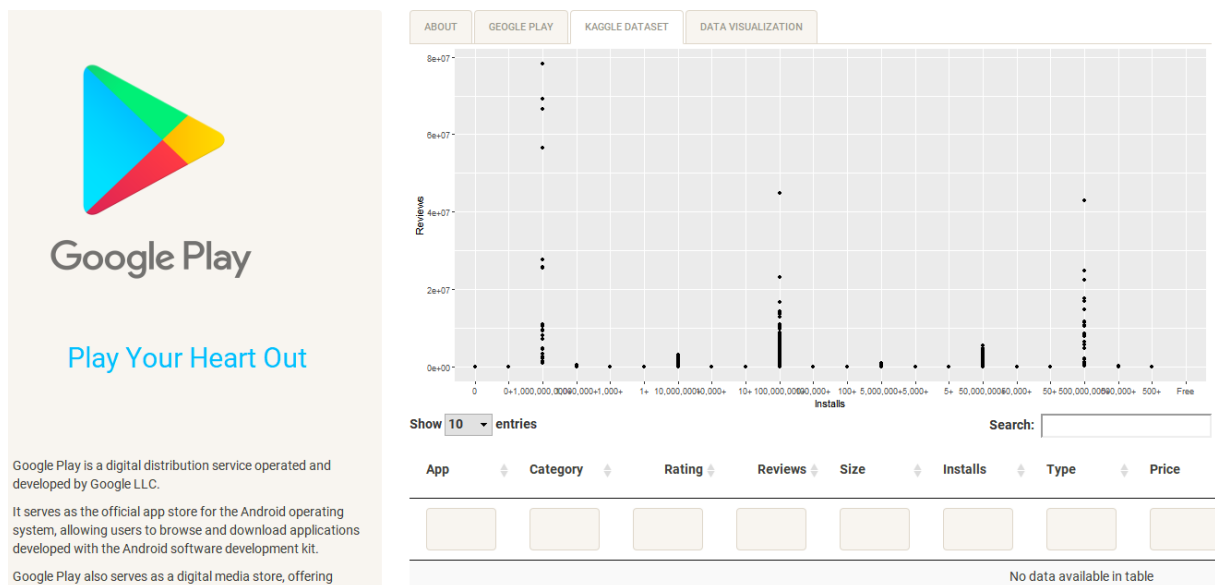 Google Play
Play Your Heart Out
Google Play is a digital distribution service operated and
developed by Google LLC.
It serves as the official app store for the Android operating
system, allowing users to browse and download applications
developed with the Android software development kit.
Google Play also serves as a digital media store, offering
ABOUT
GEOGLE PLAY
KAGGLE DATASET
DATA VISUALIZATION
8e+07
6e+07
4e+07
2e+07
0e+00
Reviews
0 0+ 1+ 10+ 100+ 5+ 50+ 500+ Free
Installs
Show 10 entries
Search:
App Category Rating Reviews Size Installs Type Price
No data available in table